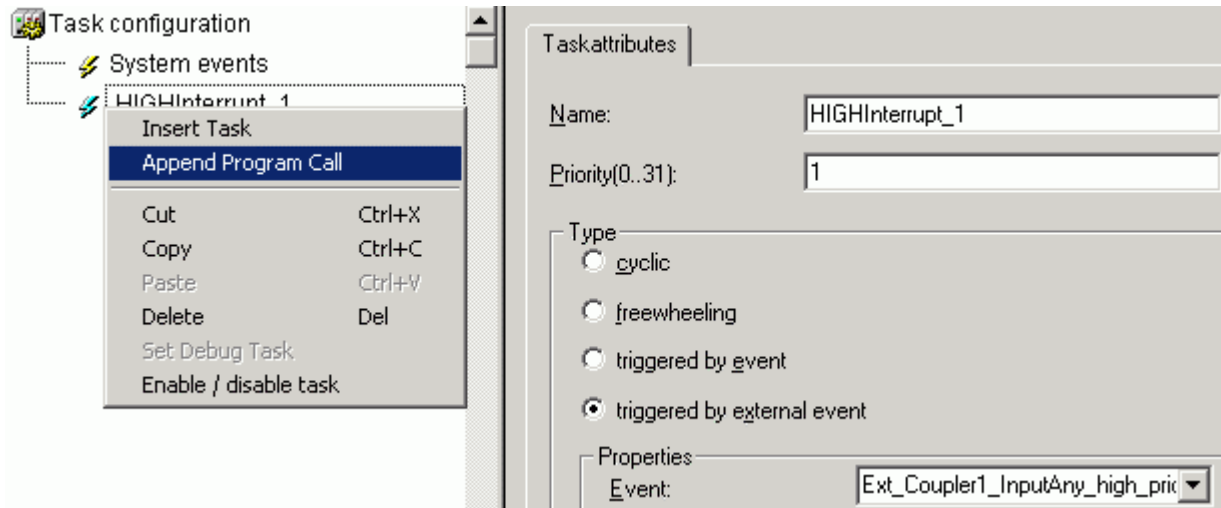 Task configuration
System events
HIGHInterrupt_1
Insert Task
Append Program Call
Cut Ctrl+X
Copy Ctrl+C
Paste Ctrl+V
Delete Del
Set Debug Task
Enable / disable task
Taskattributes
Name: HIGHInterrupt_1
Priority(0..31): 1
Type
cyclic
freewheeling
triggered by event
triggered by external event
Properties
Event: Ext_Coupler1_InputAny_high_pric